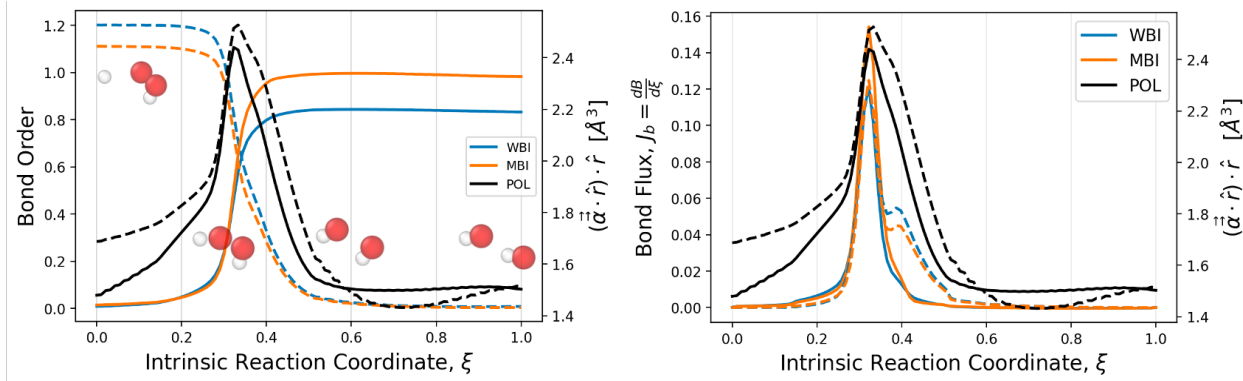 Bond Order
1.2
1.0
0.8
0.6
0.4
0.2
0.0
0.0 0.2 0.4 0.6 0.8 1.0
Intrinsic Reaction Coordinate, ξ
WBI
MBI
POL
2.4
2.2
2.0
1.8
1.6
1.4
(α⃡ · r̂) · r̂ [Å³]
Bond Flux, J_b = dB/dξ
0.16
0.14
0.12
0.10
0.08
0.06
0.04
0.02
0.00
0.0 0.2 0.4 0.6 0.8 1.0
Intrinsic Reaction Coordinate, ξ
WBI
MBI
POL
2.4
2.2
2.0
1.8
1.6
1.4
(α⃡ · r̂) · r̂ [Å³]